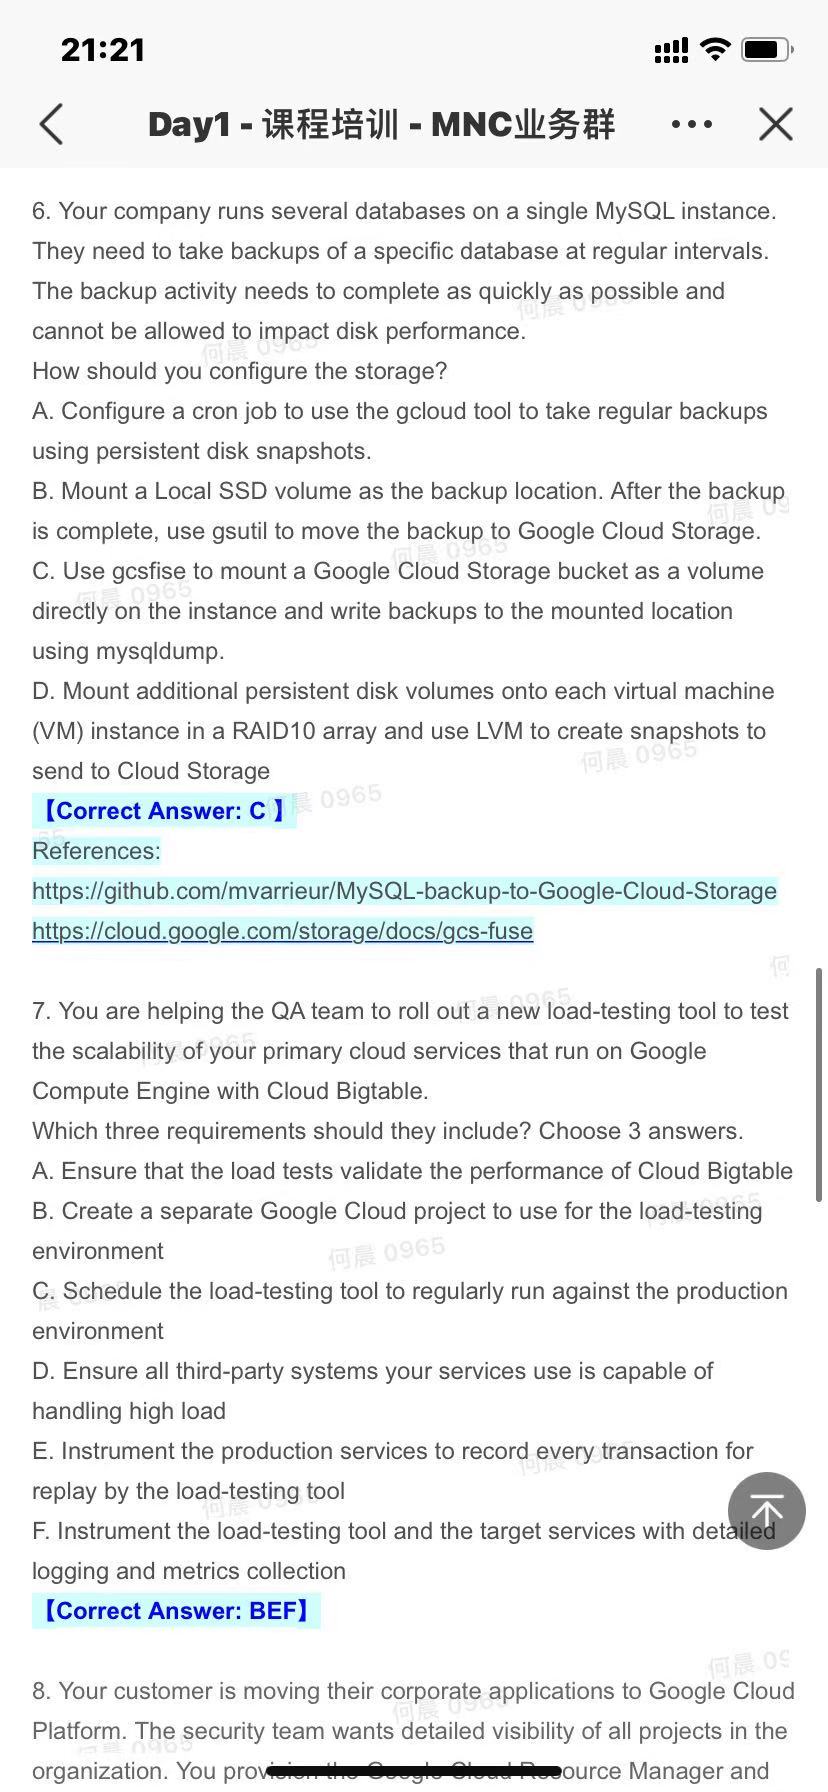 21:21
Day1 - 课程培训 - MNC业务群
6. Your company runs several databases on a single MySQL instance.
They need to take backups of a specific database at regular intervals.
The backup activity needs to complete as quickly as possible and
cannot be allowed to impact disk performance.
How should you configure the storage?
A. Configure a cron job to use the gcloud tool to take regular backups
using persistent disk snapshots.
B. Mount a Local SSD volume as the backup location. After the backup
is complete, use gsutil to move the backup to Google Cloud Storage.
C. Use gcsfise to mount a Google Cloud Storage bucket as a volume
directly on the instance and write backups to the mounted location
using mysqldump.
D. Mount additional persistent disk volumes onto each virtual machine
(VM) instance in a RAID10 array and use LVM to create snapshots to
send to Cloud Storage
【Correct Answer: C 】
References:
https://github.com/mvarrieur/MySQL-backup-to-Google-Cloud-Storage
https://cloud.google.com/storage/docs/gcs-fuse
7. You are helping the QA team to roll out a new load-testing tool to test
the scalability of your primary cloud services that run on Google
Compute Engine with Cloud Bigtable.
Which three requirements should they include? Choose 3 answers.
A. Ensure that the load tests validate the performance of Cloud Bigtable
B. Create a separate Google Cloud project to use for the load-testing
environment
C. Schedule the load-testing tool to regularly run against the production
environment
D. Ensure all third-party systems your services use is capable of
handling high load
E. Instrument the production services to record every transaction for
replay by the load-testing tool
F. Instrument the load-testing tool and the target services with detailed
logging and metrics collection
【Correct Answer: BEF】
8. Your customer is moving their corporate applications to Google Cloud
Platform. The security team wants detailed visibility of all projects in the
organization. You provision the Google Cloud Resource Manager and
何晨 0965